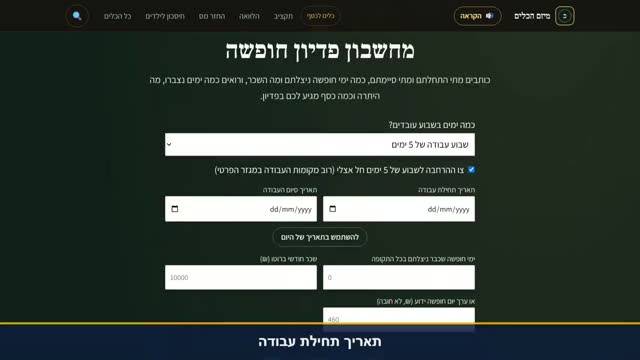 מיזם הכלים
הקראה
כלים לכסף
תקציב
הלוואה
החזר מס
חיסכון לילדים
כל הכלים
מחשבון פדיון חופשה
כותבים מתי התחלתם ומתי סיימתם, כמה ימי חופשה ניצלתם ומה השכר, ורואים כמה ימים נצברו, מה
היתרה וכמה כסף מגיע לכם בפדיון.
כמה ימים בשבוע עובדים?
שבוע עבודה של 5 ימים
צו ההרחבה לשבוע של 5 ימים חל אצלי (רוב מקומות העבודה במגזר הפרטי)
תאריך תחילת עבודה
תאריך סיום העבודה
dd/mm/yyyy
dd/mm/yyyy
להשתמש בתאריך של היום
ימי חופשה שכבר ניצלתם בכל התקופה
שכר חודשי ברוטו (₪)
0
10000
או ערך יום חופשה ידוע (₪, לא חובה)
460
תאריך תחילת עבודה